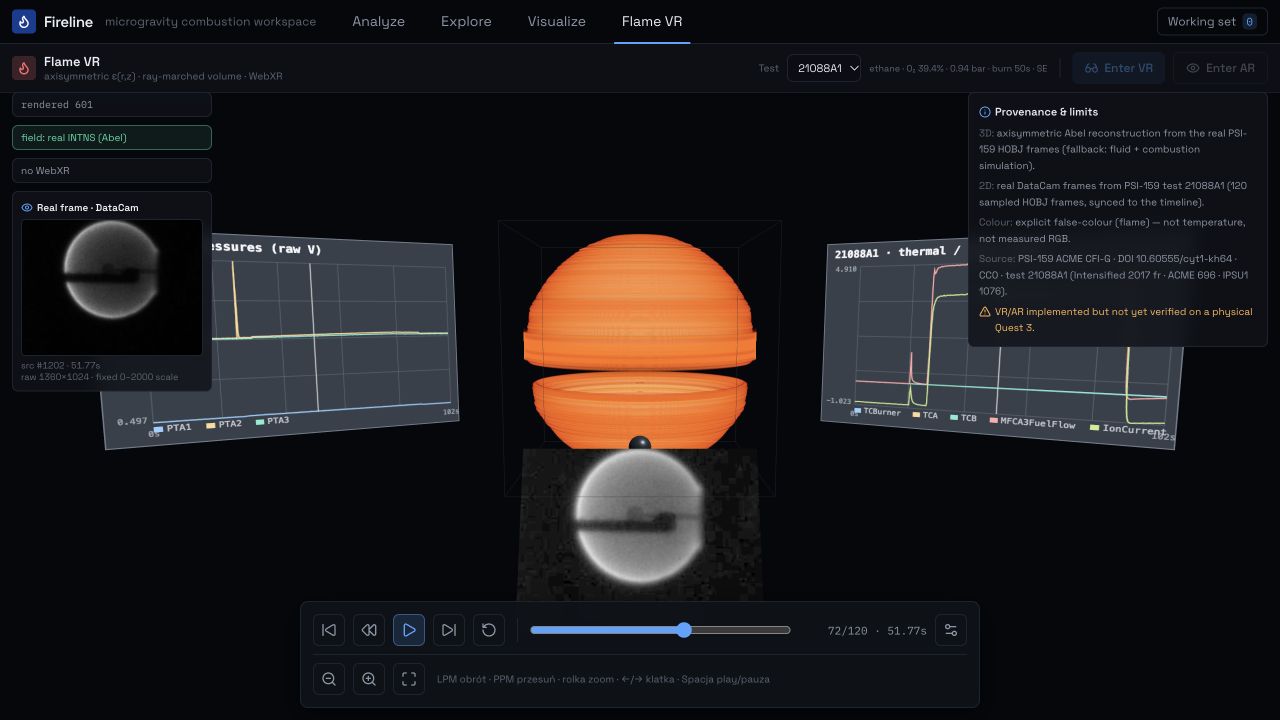 Fireline microgravity combustion workspace Analyze Explore Visualize Flame VR Working set 0
Flame VR
axisymmetric ε(r,z) · ray-marched volume · WebXR
Test 21088A1 ethane · O₂ 39.4% · 0.94 bar · burn 50s · SE Enter VR Enter AR
rendered 601
field: real INTNS (Abel)
no WebXR
Real frame · DataCam
src #1202 · 51.77s
raw 1360×1024 · fixed 0–2000 scale
essures (raw V)
0.497
0s
102s
PTA1 PTA2 PTA3
21088A1 · thermal /
4.910
-1.023
0s
TCBurner TCA TCB MFCA3FuelFlow IonCurrent
102s
Provenance & limits
3D: axisymmetric Abel reconstruction from the real PSI-
159 HOBJ frames (fallback: fluid + combustion
simulation).
2D: real DataCam frames from PSI-159 test 21088A1 (120
sampled HOBJ frames, synced to the timeline).
Colour: explicit false-colour (flame) — not temperature,
not measured RGB.
Source: PSI-159 ACME CFI-G · DOI 10.60555/cyt1-kh64 ·
CC0 · test 21088A1 (Intensified 2017 fr · ACME 696 · IPSU1
1076).
VR/AR implemented but not yet verified on a physical
Quest 3.
72/120 · 51.77s
LPM obrót · PPM przesuń · rolka zoom · ←/→ klatka · Spacja play/pauza